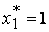 x₁* = 1